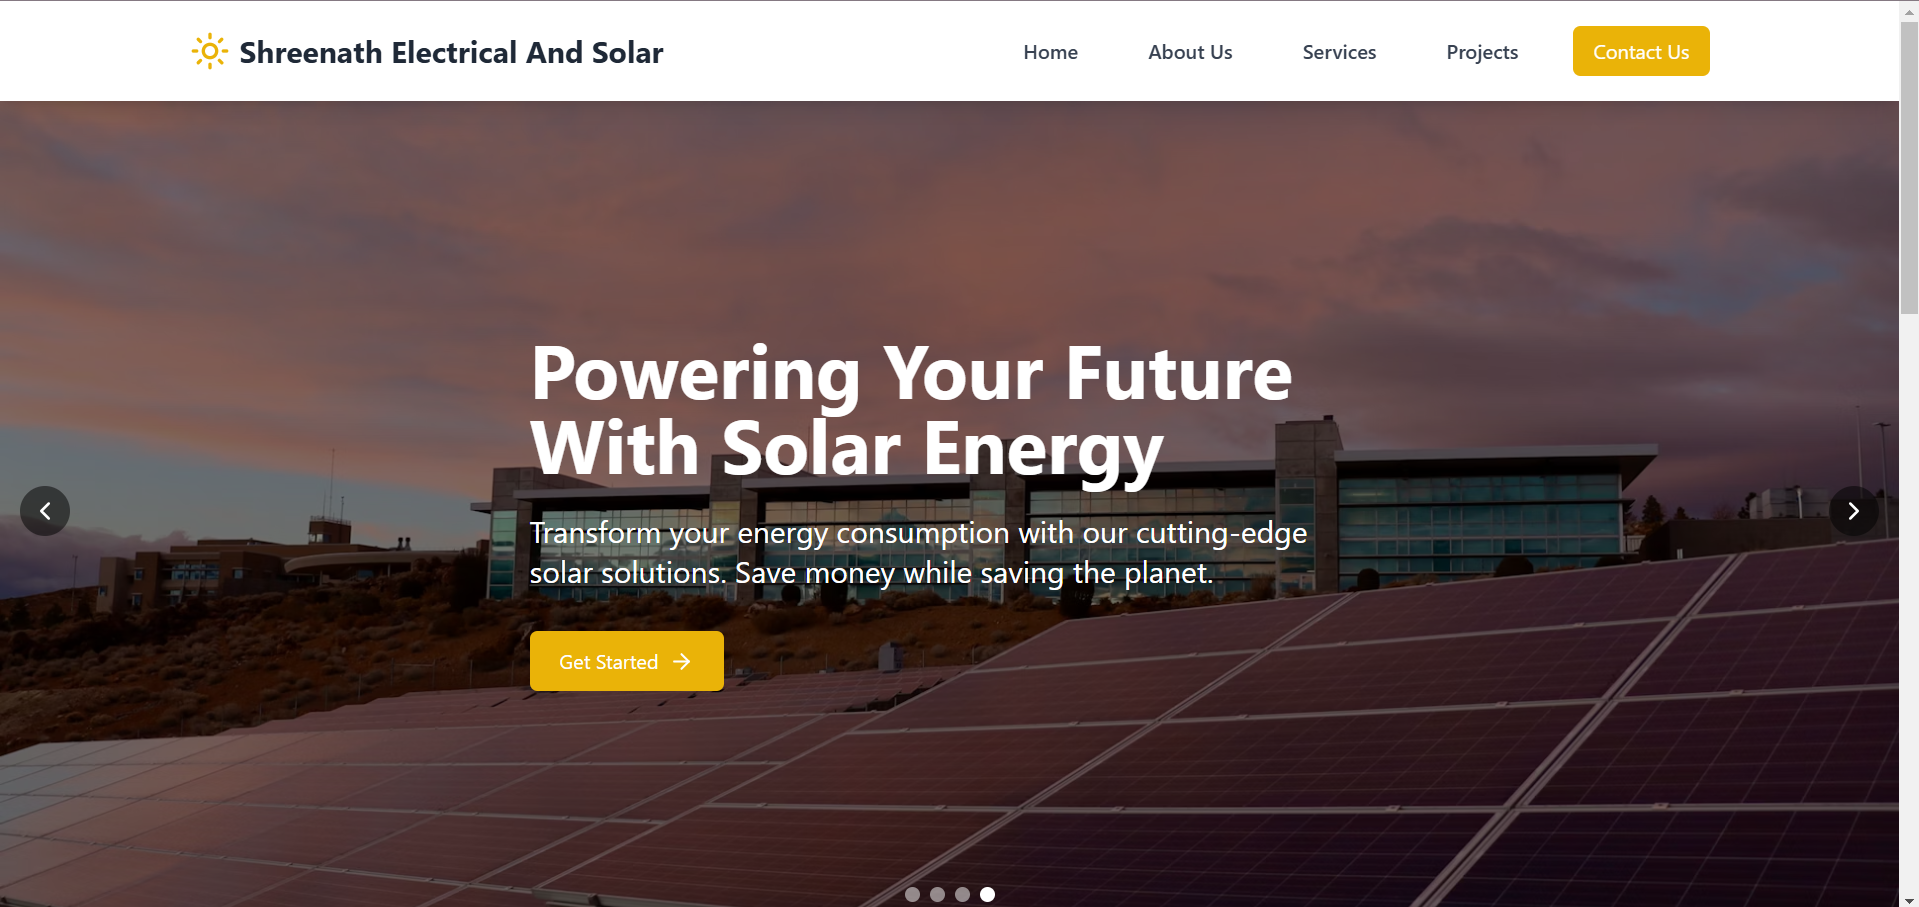 Shreenath Electrical And Solar
Home
About Us
Services
Projects
Contact Us
Powering Your Future
With Solar Energy
Transform your energy consumption with our cutting-edge
solar solutions. Save money while saving the planet.
Get Started